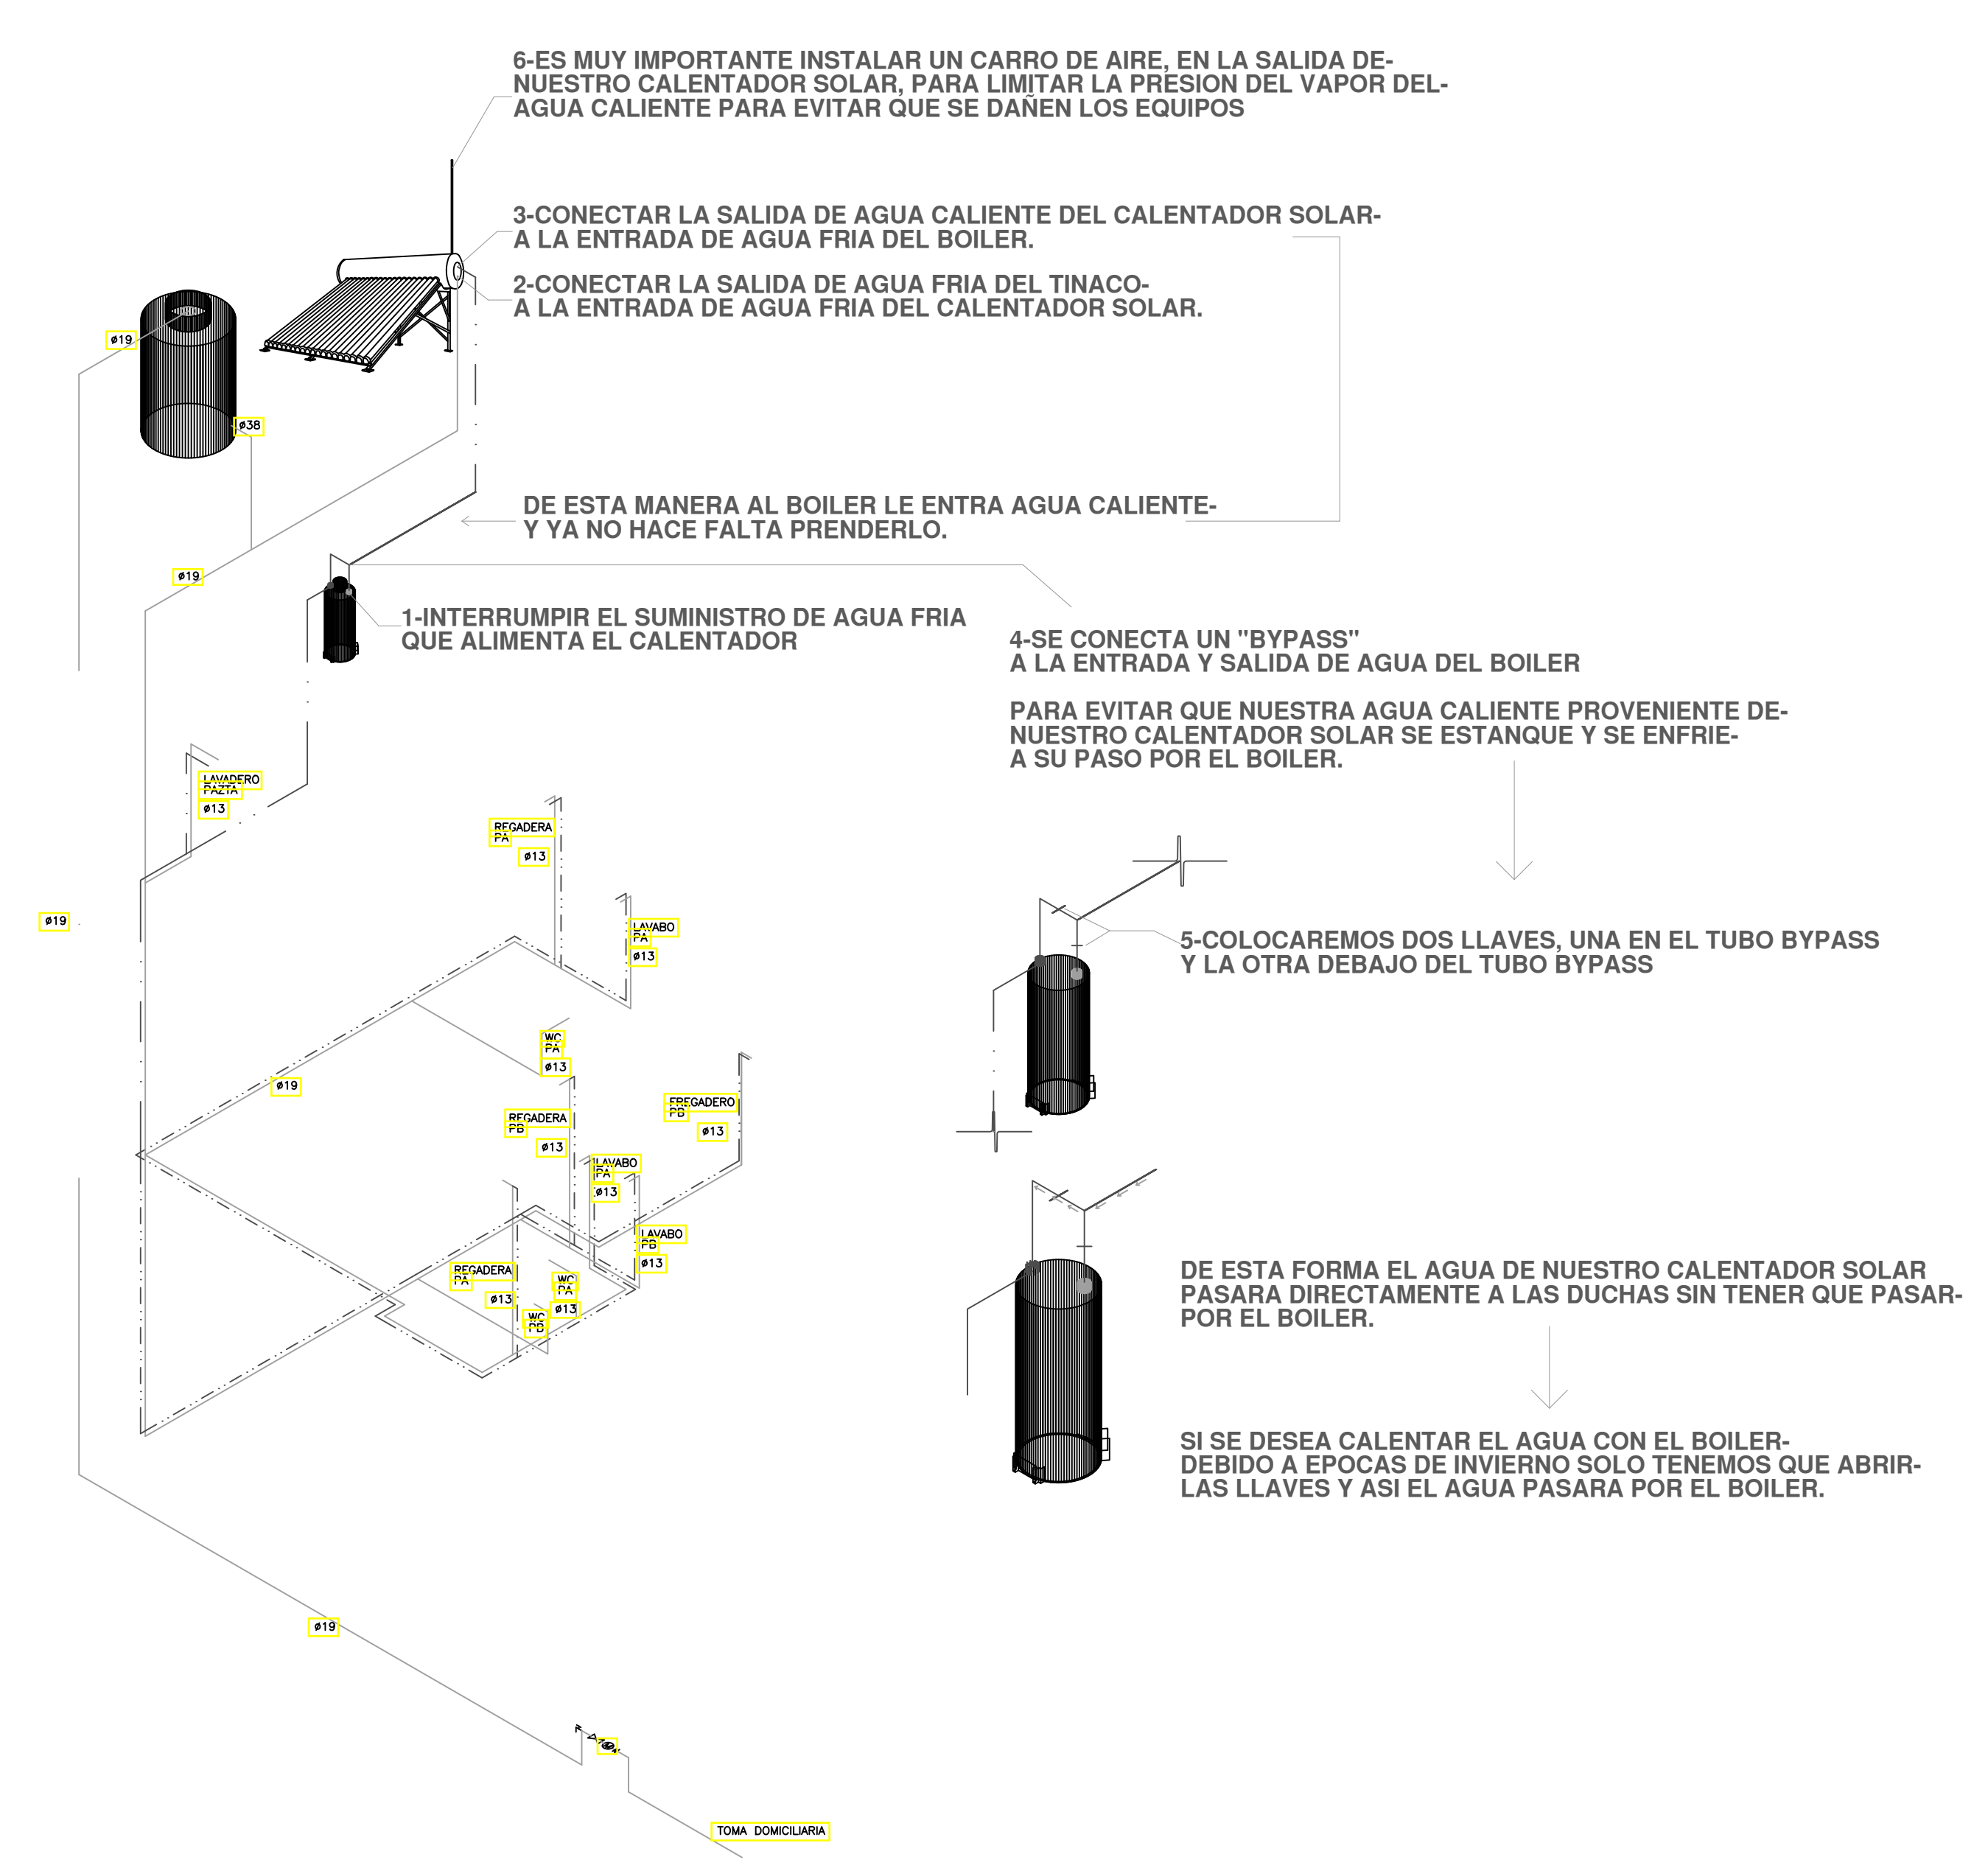 6-ES MUY IMPORTANTE INSTALAR UN CARRO DE AIRE, EN LA SALIDA DE-
NUESTRO CALENTADOR SOLAR, PARA LIMITAR LA PRESION DEL VAPOR DEL-
AGUA CALIENTE PARA EVITAR QUE SE DAÑEN LOS EQUIPOS
3-CONECTAR LA SALIDA DE AGUA CALIENTE DEL CALENTADOR SOLAR-
A LA ENTRADA DE AGUA FRIA DEL BOILER.
2-CONECTAR LA SALIDA DE AGUA FRIA DEL TINACO-
A LA ENTRADA DE AGUA FRIA DEL CALENTADOR SOLAR.
ø19
ø38
DE ESTA MANERA AL BOILER LE ENTRA AGUA CALIENTE-
Y YA NO HACE FALTA PRENDERLO.
ø19
1-INTERRUMPIR EL SUMINISTRO DE AGUA FRIA
QUE ALIMENTA EL CALENTADOR
4-SE CONECTA UN "BYPASS"
A LA ENTRADA Y SALIDA DE AGUA DEL BOILER
PARA EVITAR QUE NUESTRA AGUA CALIENTE PROVENIENTE DE-
NUESTRO CALENTADOR SOLAR SE ESTANQUE Y SE ENFRIE-
A SU PASO POR EL BOILER.
LAVADERO
PAZTA
ø13
REGADERA
PA
ø13
ø19
LAVABO
PA
ø13
5-COLOCAREMOS DOS LLAVES, UNA EN EL TUBO BYPASS
Y LA OTRA DEBAJO DEL TUBO BYPASS
WC
PA
ø13
ø19
FREGADERO
PB
ø13
REGADERA
PB
ø13
LAVABO
PA
ø13
LAVABO
PB
ø13
REGADERA
PA
ø13
WC
PA
ø13
WC
PB
DE ESTA FORMA EL AGUA DE NUESTRO CALENTADOR SOLAR
PASARA DIRECTAMENTE A LAS DUCHAS SIN TENER QUE PASAR-
POR EL BOILER.
SI SE DESEA CALENTAR EL AGUA CON EL BOILER-
DEBIDO A EPOCAS DE INVIERNO SOLO TENEMOS QUE ABRIR-
LAS LLAVES Y ASI EL AGUA PASARA POR EL BOILER.
ø19
M
TOMA DOMICILIARIA